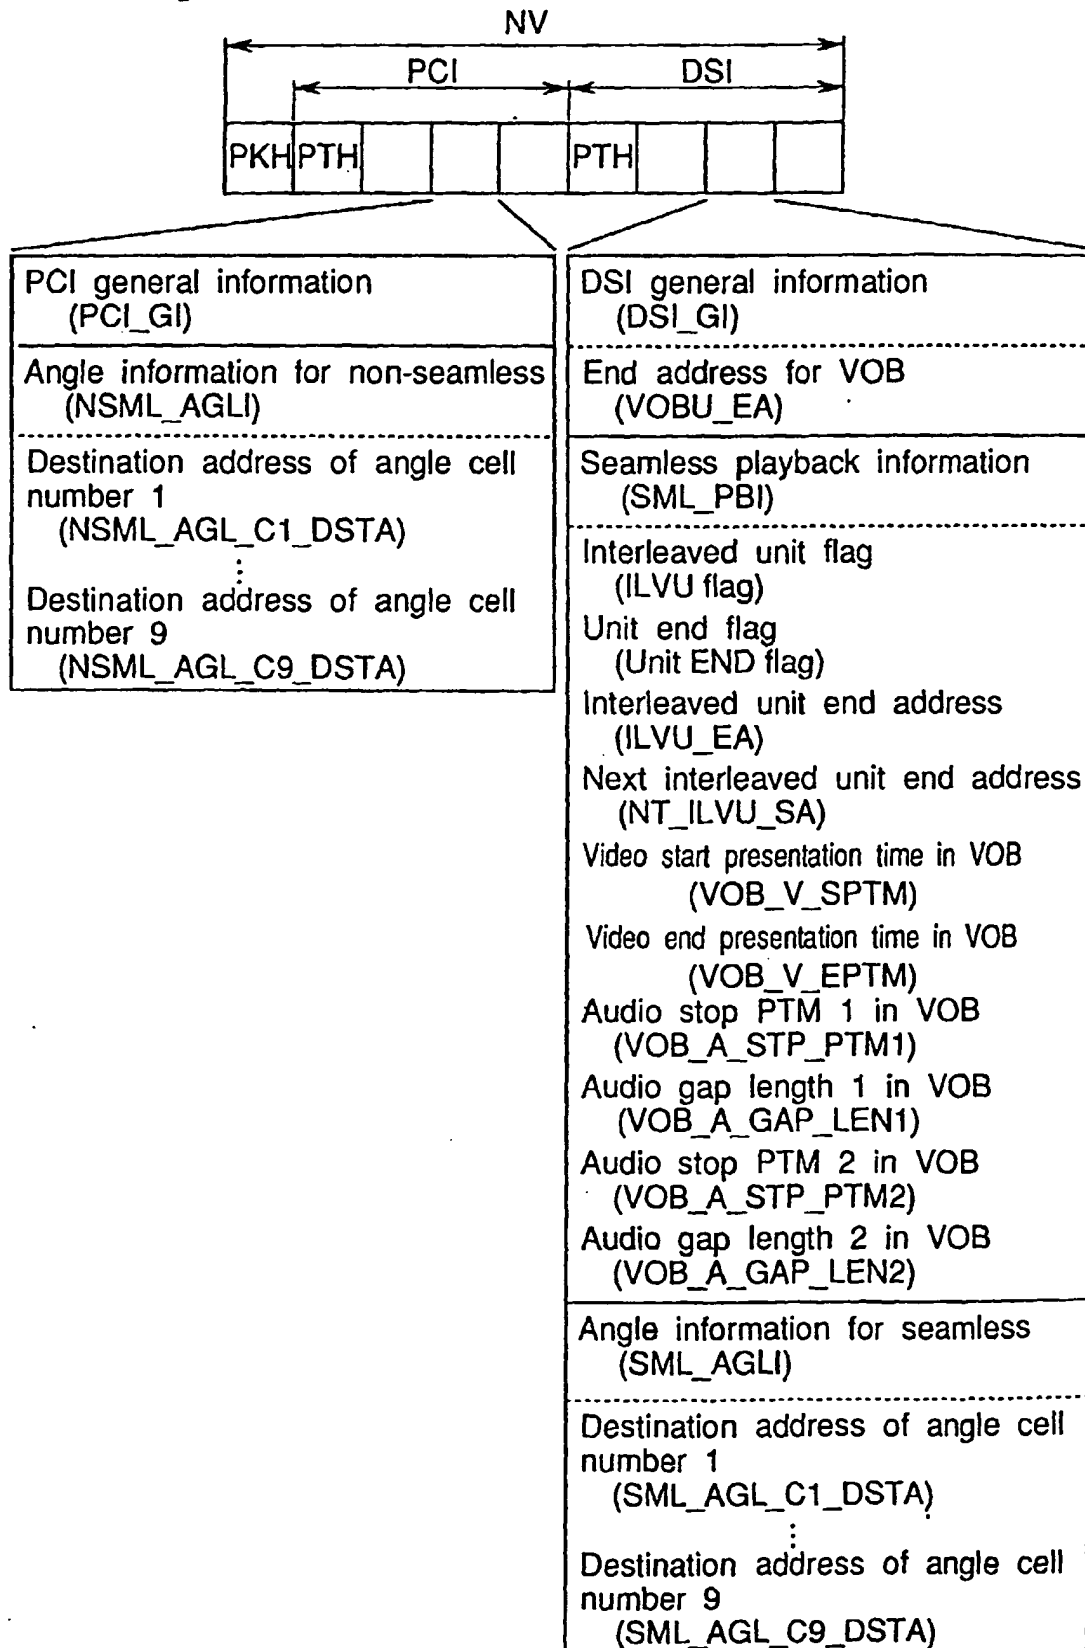 NV
PCI
DSI
PKH PTH PTH
PCI general information
(PCI_GI)
Angle information for non-seamless
(NSML_AGLI)
Destination address of angle cell
number 1
(NSML_AGL_C1_DSTA)
⋮
Destination address of angle cell
number 9
(NSML_AGL_C9_DSTA)
DSI general information
(DSI_GI)
End address for VOB
(VOBU_EA)
Seamless playback information
(SML_PBI)
Interleaved unit flag
(ILVU flag)
Unit end flag
(Unit END flag)
Interleaved unit end address
(ILVU_EA)
Next interleaved unit end address
(NT_ILVU_SA)
Video start presentation time in VOB
(VOB_V_SPTM)
Video end presentation time in VOB
(VOB_V_EPTM)
Audio stop PTM 1 in VOB
(VOB_A_STP_PTM1)
Audio gap length 1 in VOB
(VOB_A_GAP_LEN1)
Audio stop PTM 2 in VOB
(VOB_A_STP_PTM2)
Audio gap length 2 in VOB
(VOB_A_GAP_LEN2)
Angle information for seamless
(SML_AGLI)
Destination address of angle cell
number 1
(SML_AGL_C1_DSTA)
⋮
Destination address of angle cell
number 9
(SML_AGL_C9_DSTA)